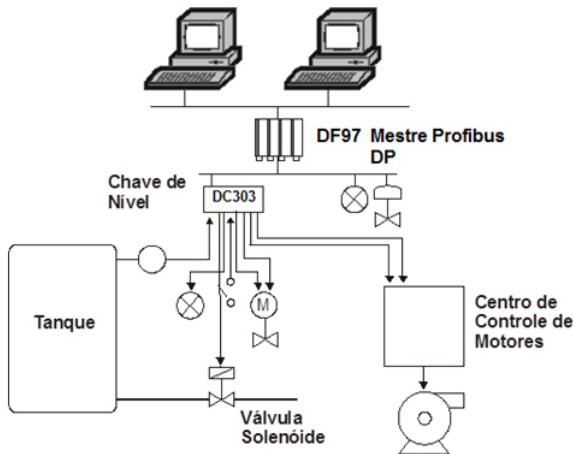 DF97 Mestre Profibus
DP
Chave de
Nível
DC303
Tanque
M
Centro de
Controle de
Motores
Válvula
Solenóide